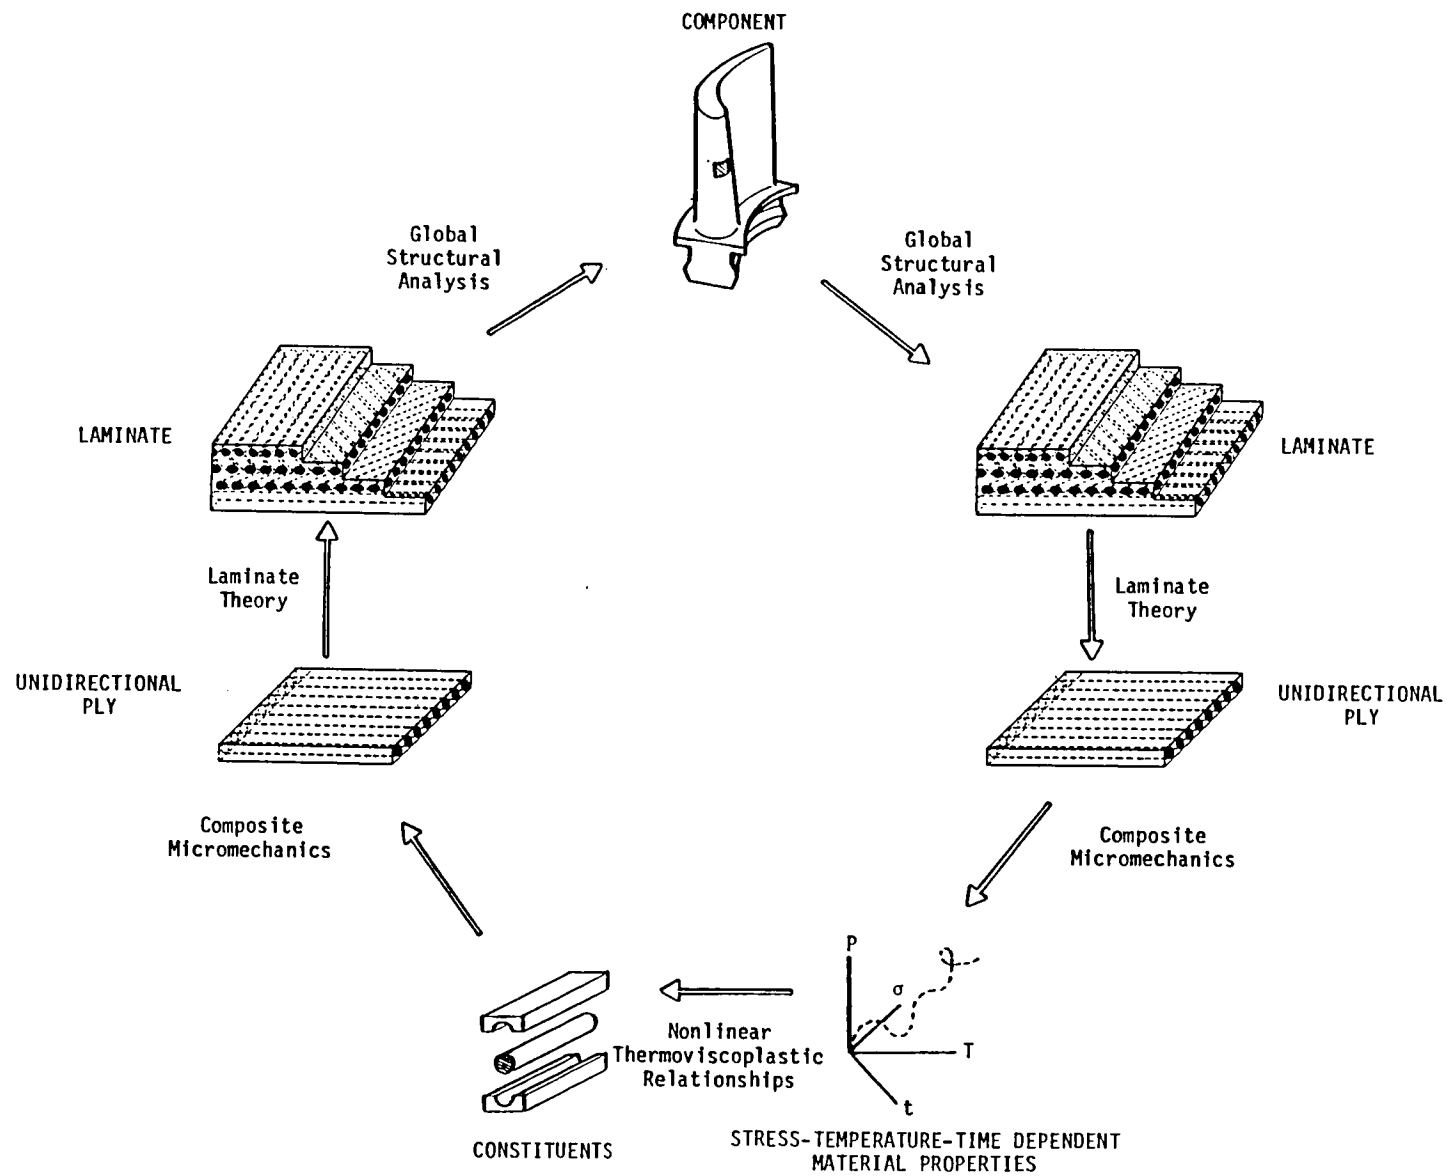 COMPONENT
Global
Structural
Analysis
Global
Structural
Analysis
LAMINATE
LAMINATE
Laminate
Theory
Laminate
Theory
UNIDIRECTIONAL
PLY
UNIDIRECTIONAL
PLY
Composite
Micromechanics
Composite
Micromechanics
P
σ
T
t
Nonlinear
Thermoviscoplastic
Relationships
CONSTITUENTS
STRESS-TEMPERATURE-TIME DEPENDENT
MATERIAL PROPERTIES